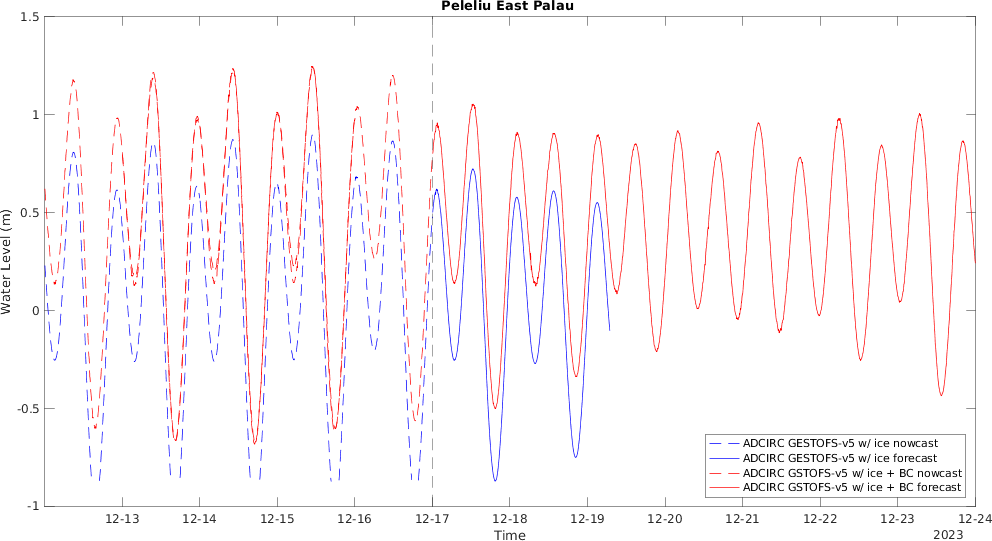 Peleliu East Palau
Water Level (m)
1.5
1
0.5
0
-0.5
-1
12-13 12-14 12-15 12-16 12-17 12-18 12-19 12-20 12-21 12-22 12-23 12-24
Time
2023
ADCIRC GESTOFS-v5 w/ ice nowcast
ADCIRC GESTOFS-v5 w/ ice forecast
ADCIRC GSTOFS-v5 w/ ice + BC nowcast
ADCIRC GSTOFS-v5 w/ ice + BC forecast